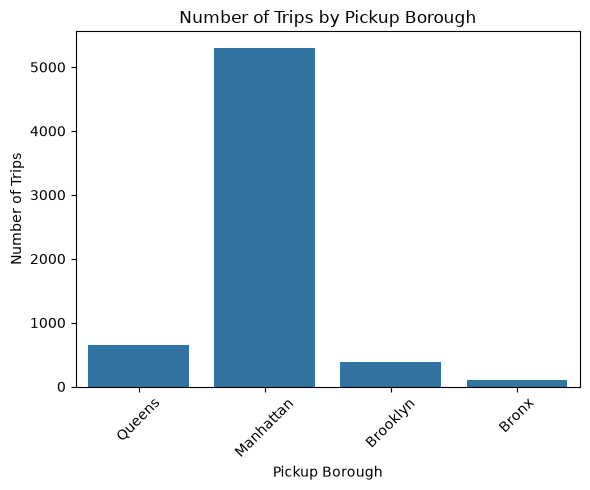 Number of Trips by Pickup Borough
Number of Trips
5000
4000
3000
2000
1000
0
Queens
Manhattan
Brooklyn
Bronx
Pickup Borough